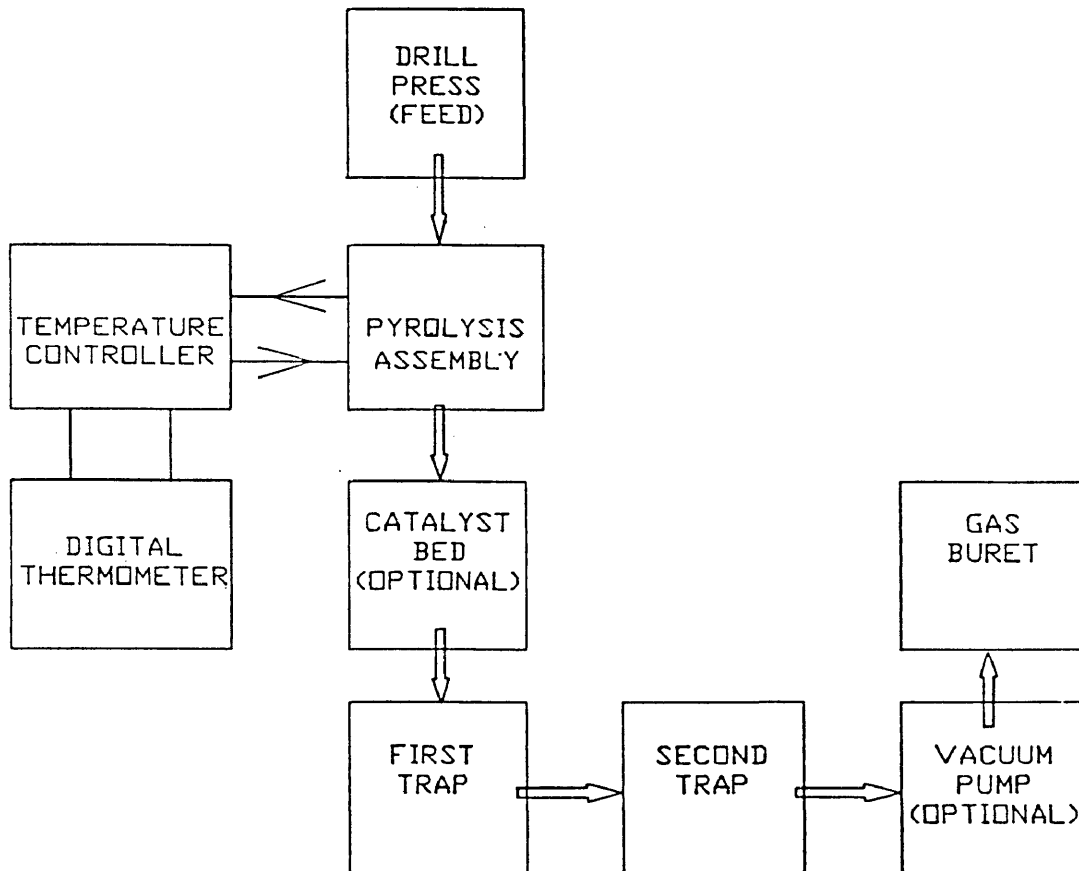 DRILL
PRESS
(FEED)
TEMPERATURE
CONTROLLER
PYROLYSIS
ASSEMBLY
DIGITAL
THERMOMETER
CATALYST
BED
(OPTIONAL)
GAS
BURET
FIRST
TRAP
SECOND
TRAP
VACUUM
PUMP
(OPTIONAL)